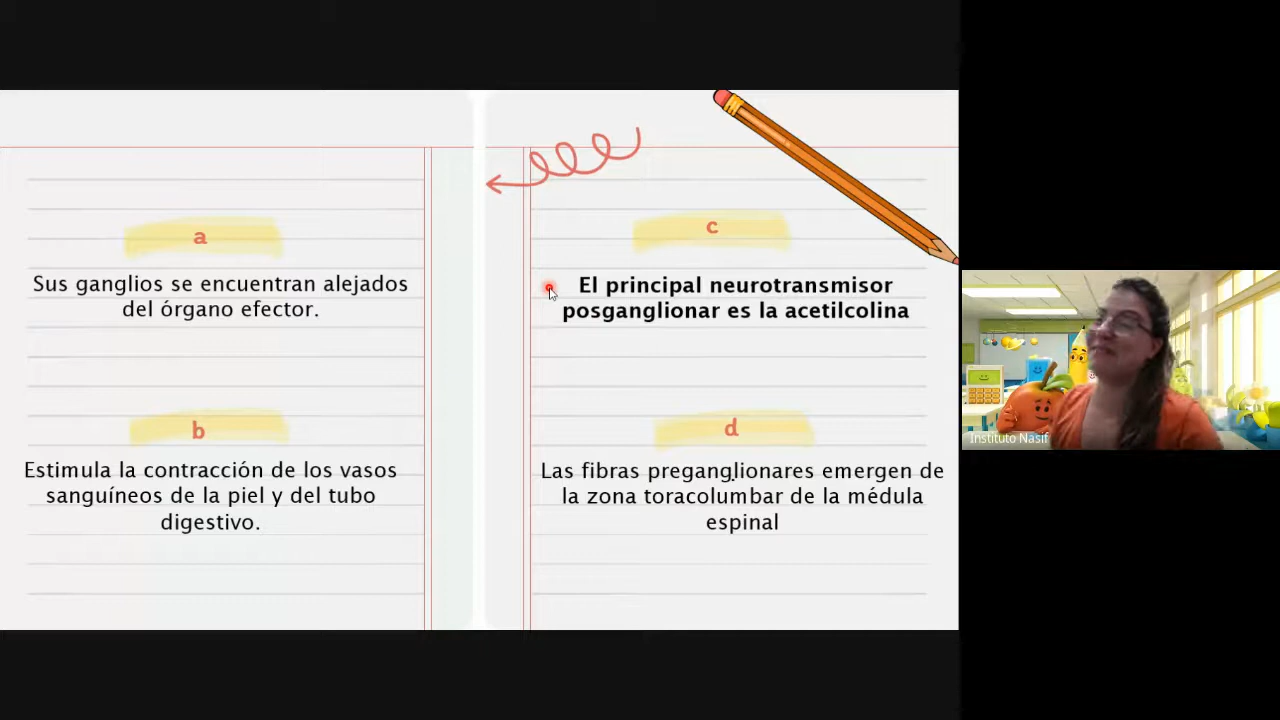 a
Sus ganglios se encuentran alejados
del órgano efector.
b
Estimula la contracción de los vasos
sanguíneos de la piel y del tubo
digestivo.
c
El principal neurotransmisor
posganglionar es la acetilcolina
d
Las fibras preganglionares emergen de
la zona toracolumbar de la médula
espinal
Instituto Nasif